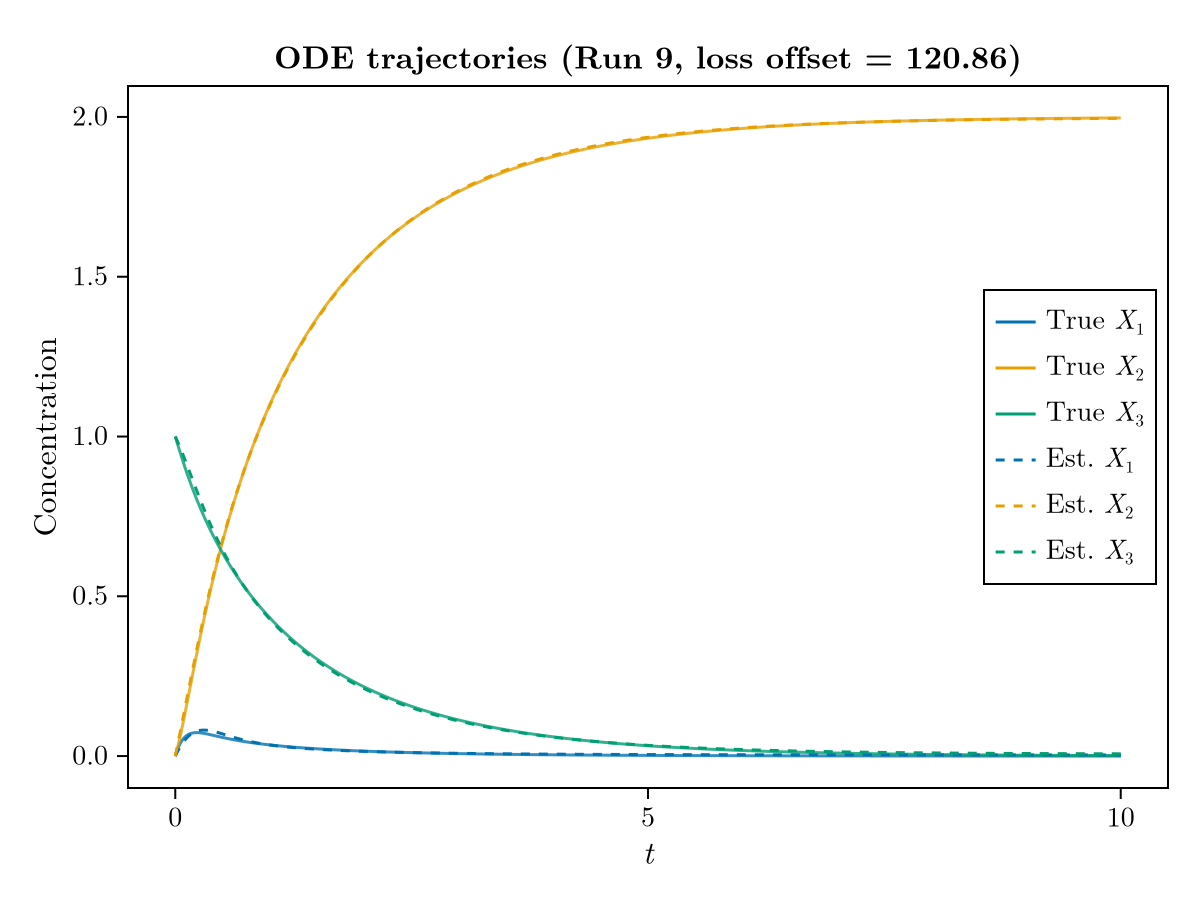 ODE trajectories (Run 9, loss offset = 120.86)
Concentration
2.0
1.5
1.0
0.5
0.0
True X₁
True X₂
True X₃
Est. X₁
Est. X₂
Est. X₃
0
5
10
t